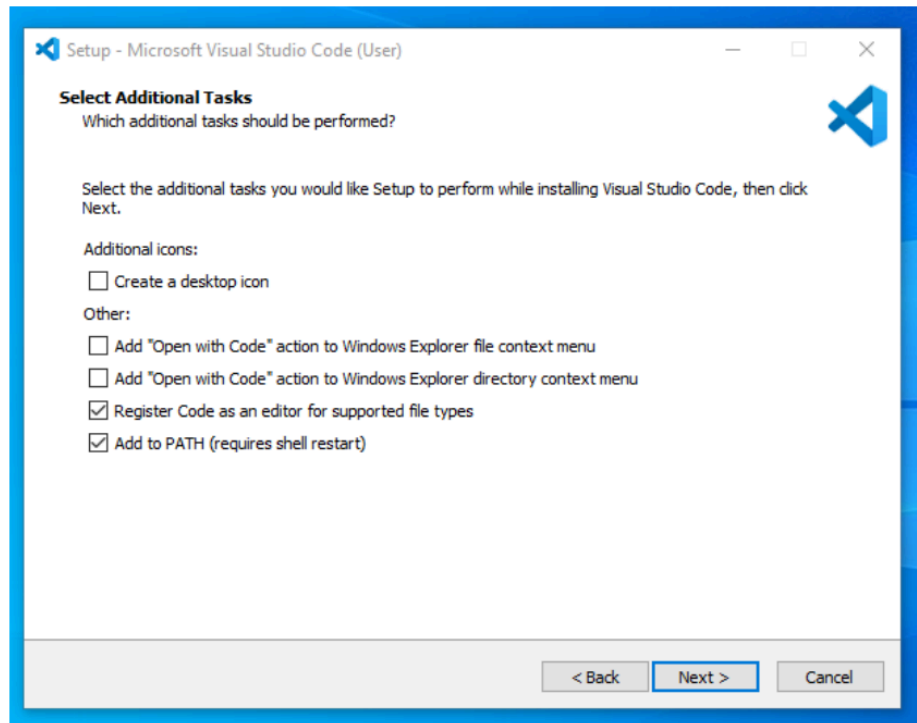 Setup - Microsoft Visual Studio Code (User)
Select Additional Tasks
Which additional tasks should be performed?
Select the additional tasks you would like Setup to perform while installing Visual Studio Code, then click
Next.
Additional icons:
Create a desktop icon
Other:
Add "Open with Code" action to Windows Explorer file context menu
Add "Open with Code" action to Windows Explorer directory context menu
Register Code as an editor for supported file types
Add to PATH (requires shell restart)
< Back Next > Cancel